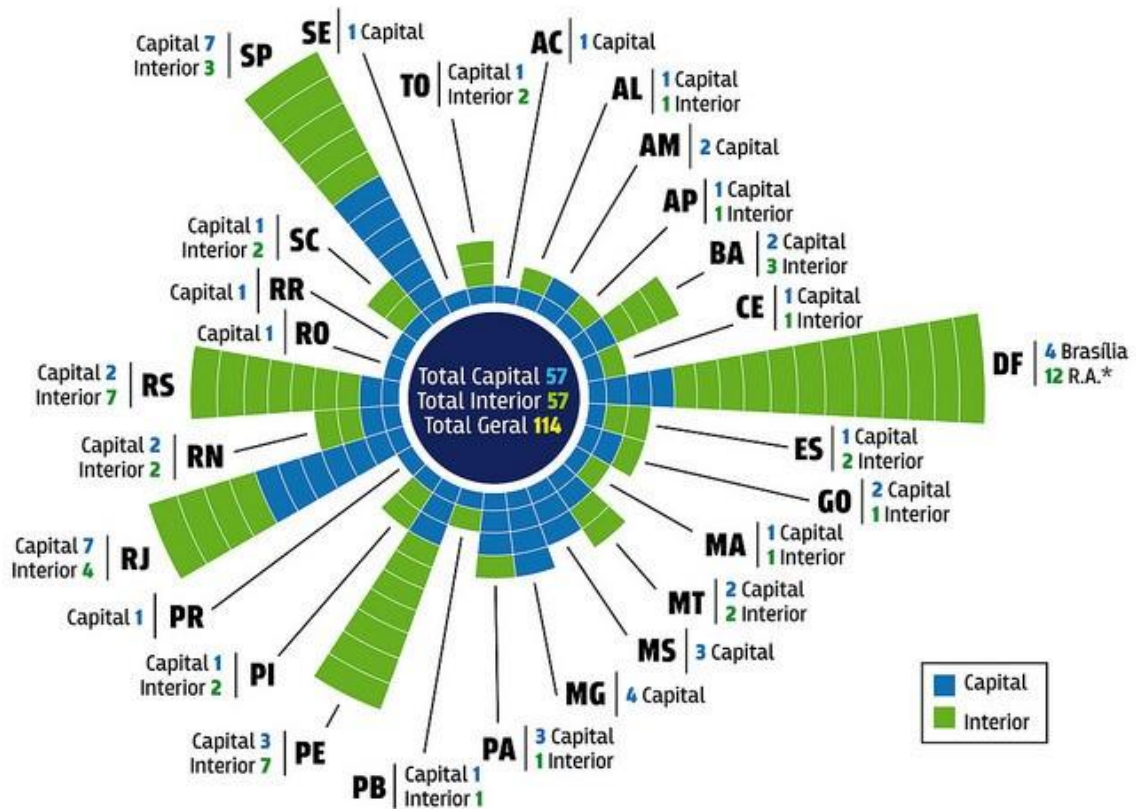 SE
1 Capital
AC
1 Capital
Capital 7
Interior 3
SP
TO
Capital 1
Interior 2
AL
1 Capital
1 Interior
AM
2 Capital
AP
1 Capital
1 Interior
Capital 1
Interior 2
SC
BA
2 Capital
3 Interior
Capital 1
RR
CE
1 Capital
1 Interior
Capital 1
RO
DF
4 Brasília
12 R.A.*
Capital 2
Interior 7
RS
Total Capital 57
Total Interior 57
Total Geral 114
ES
1 Capital
2 Interior
Capital 2
Interior 2
RN
GO
2 Capital
1 Interior
Capital 7
Interior 4
RJ
MA
1 Capital
1 Interior
MT
2 Capital
2 Interior
Capital 1
PR
MS
3 Capital
Capital 1
Interior 2
PI
MG
4 Capital
Capital 3
Interior 7
PE
PB
Capital 1
Interior 1
PA
3 Capital
1 Interior
Capital
Interior